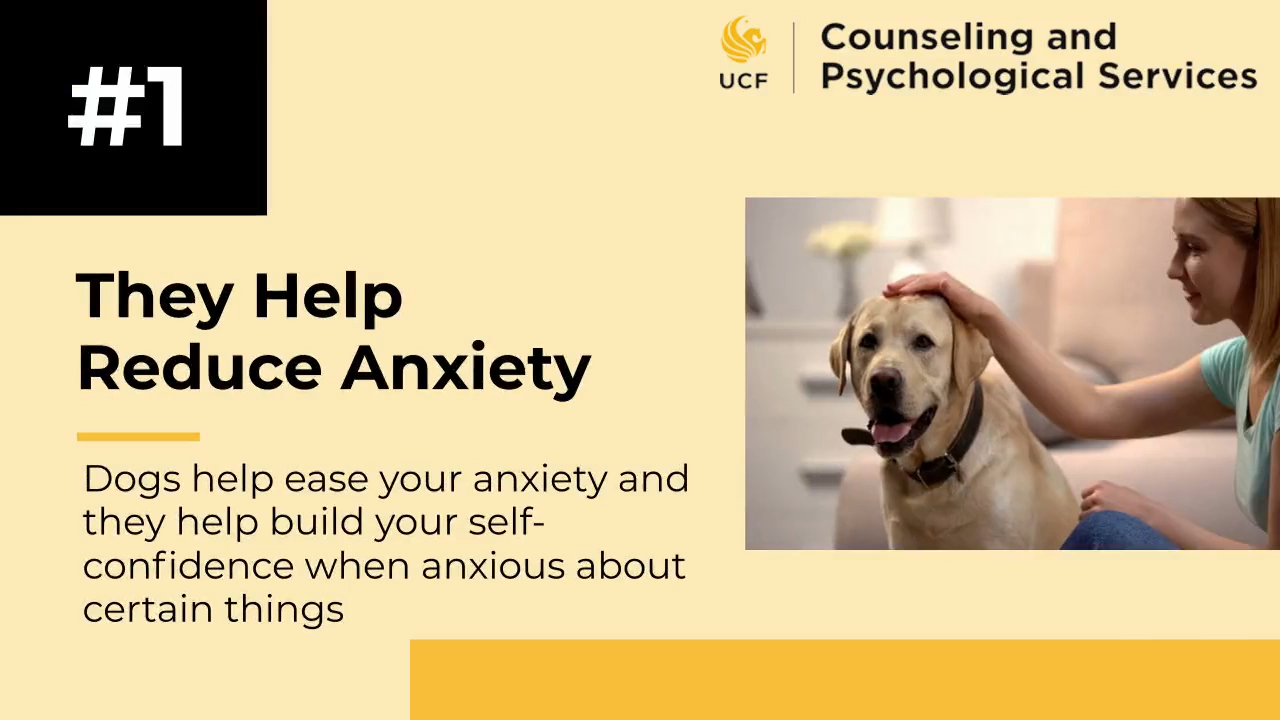 #1
UCF
Counseling and
Psychological Services
They Help
Reduce Anxiety
Dogs help ease your anxiety and
they help build your self-
confidence when anxious about
certain things